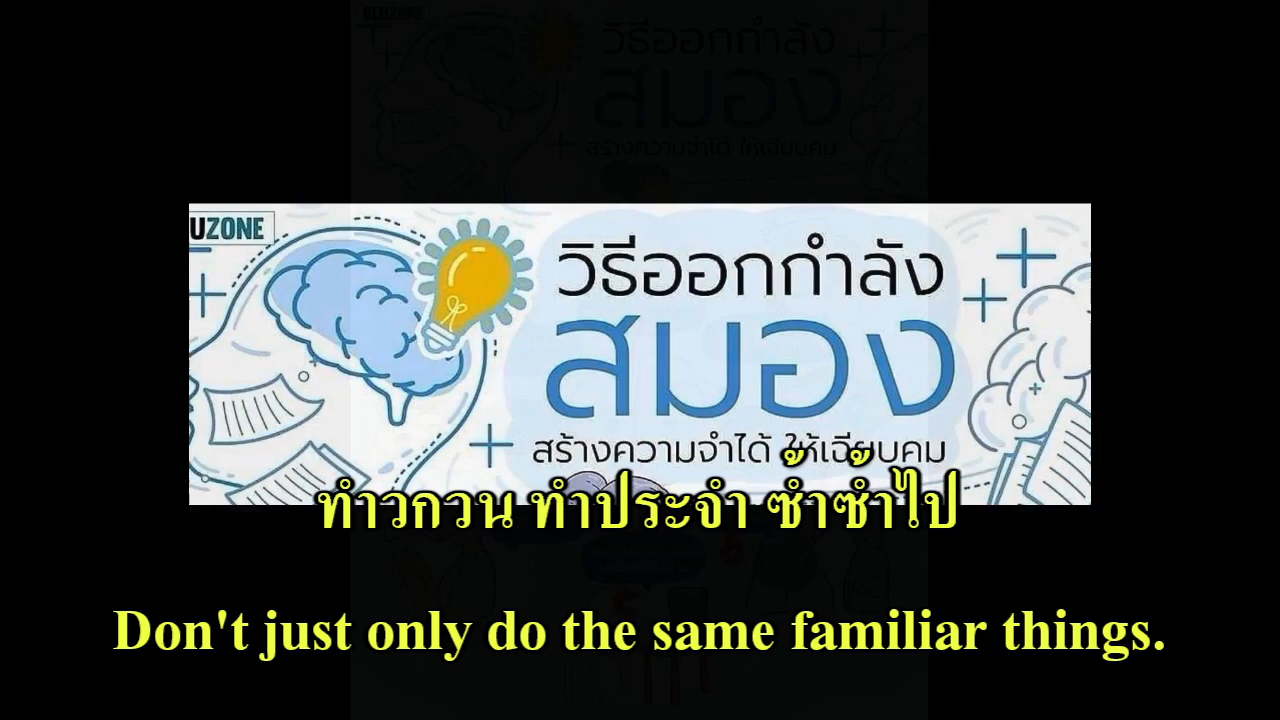 UZONE
วิธีออกกำลัง
สมอง
สร้างความจำได้ ให้เฉียบคม
ทำวกวน ทำประจำ ซ้ำซ้ำไป
Don't just only do the same familiar things.